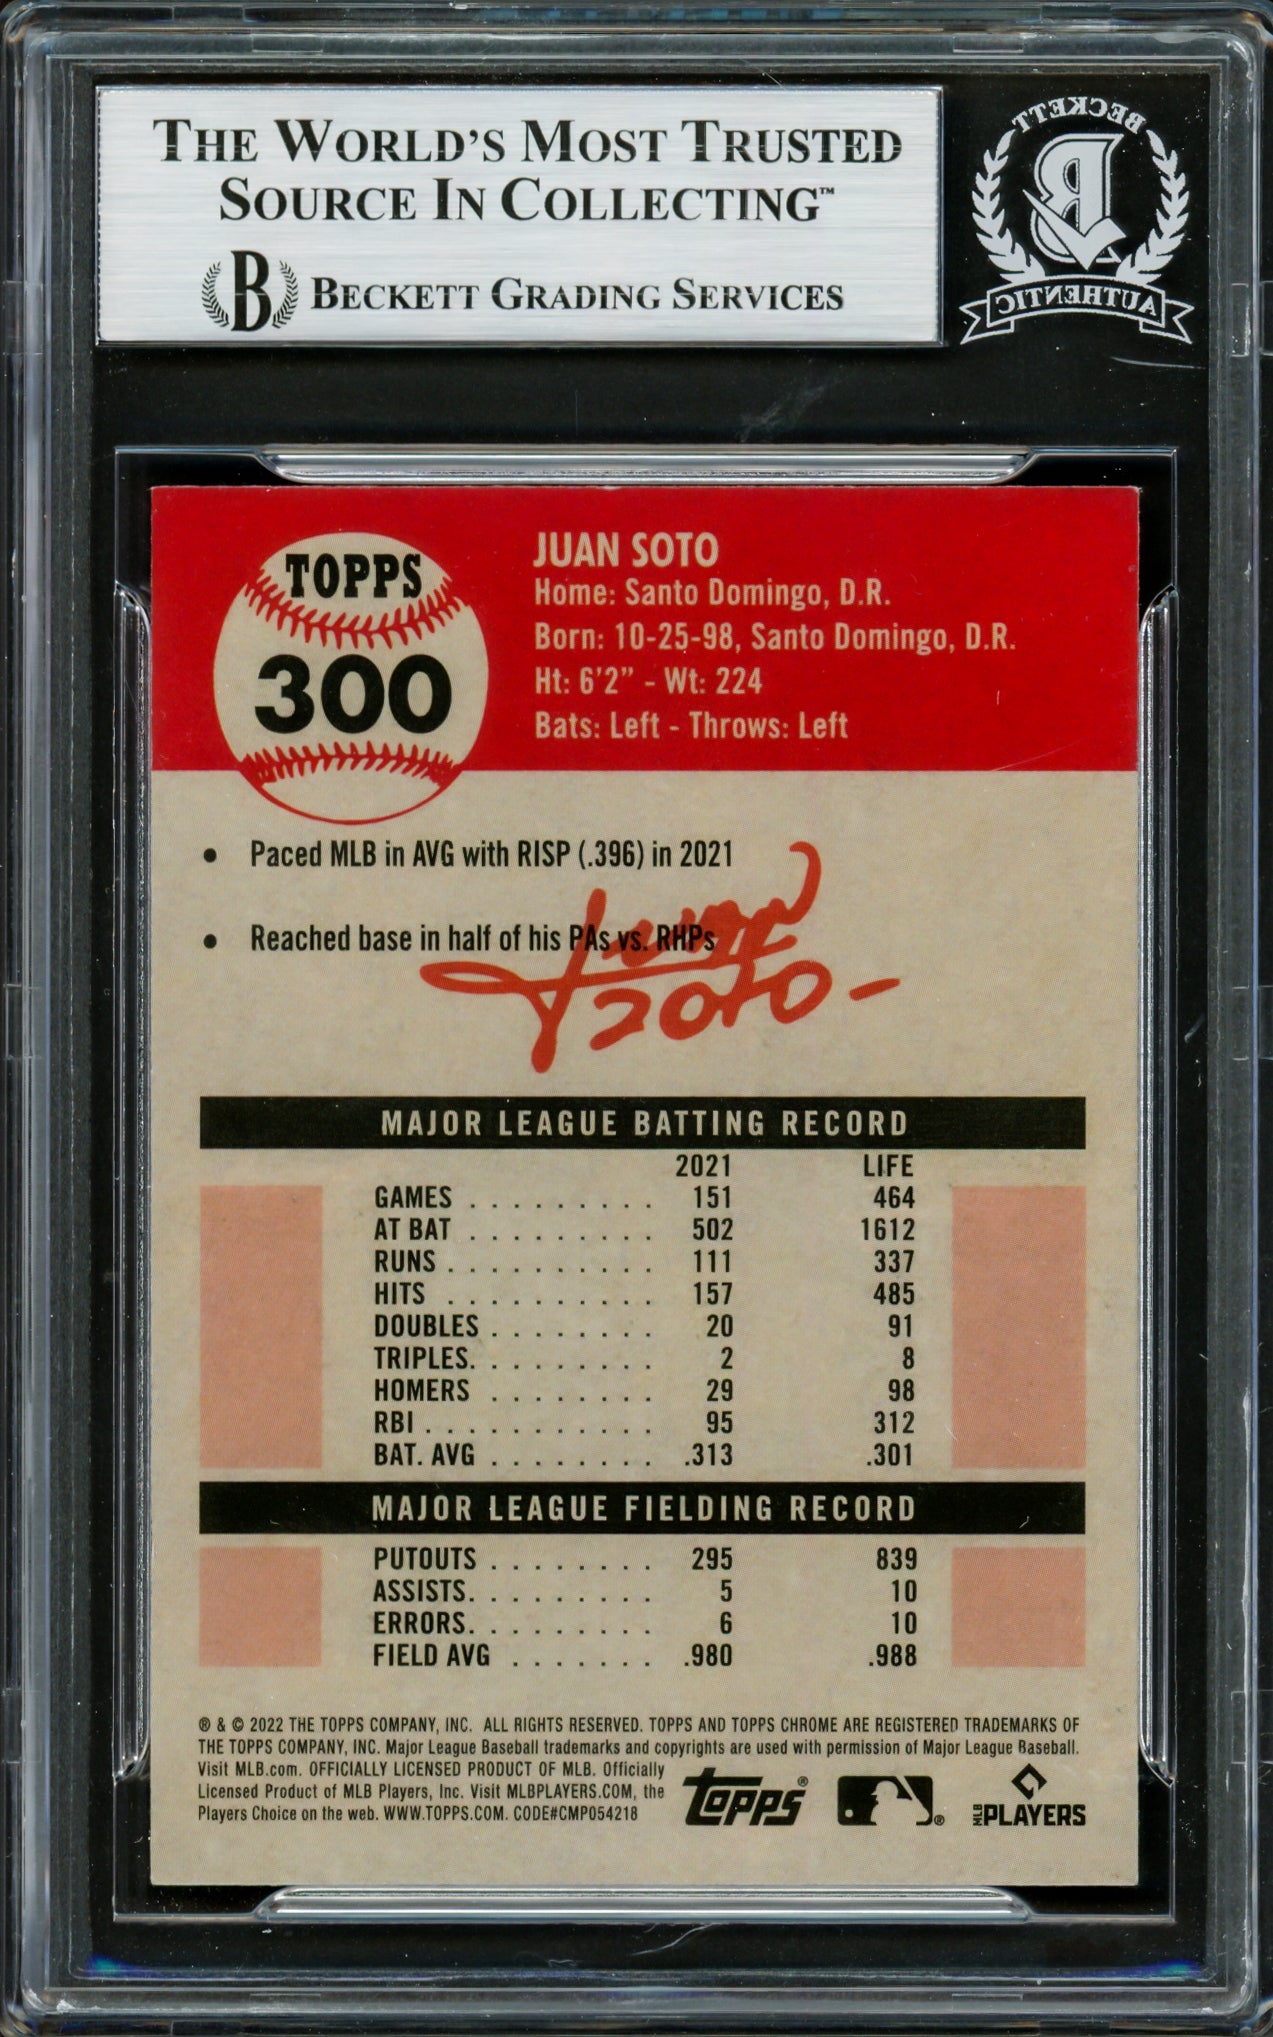 THE WORLD'S MOST TRUSTED
SOURCE IN COLLECTING™
B BECKETT GRADING SERVICES
BECKETT
B
AUTHENTIC
TOPPS
300
JUAN SOTO
Home: Santo Domingo, D.R.
Born: 10-25-98, Santo Domingo, D.R.
Ht: 6'2" - Wt: 224
Bats: Left - Throws: Left
• Paced MLB in AVG with RISP (.396) in 2021
• Reached base in half of his PAs vs. RHPs
Juan
Soto
MAJOR LEAGUE BATTING RECORD
2021 LIFE
GAMES . . . . . . . . . 151 464
AT BAT . . . . . . . . . 502 1612
RUNS . . . . . . . . . . 111 337
HITS . . . . . . . . . . 157 485
DOUBLES . . . . . . . . 20 91
TRIPLES. . . . . . . . . 2 8
HOMERS . . . . . . . . 29 98
RBI . . . . . . . . . . . 95 312
BAT. AVG . . . . . . . . .313 .301
MAJOR LEAGUE FIELDING RECORD
PUTOUTS . . . . . . . . 295 839
ASSISTS. . . . . . . . . 5 10
ERRORS. . . . . . . . . 6 10
FIELD AVG . . . . . . . .980 .988
® & © 2022 THE TOPPS COMPANY, INC. ALL RIGHTS RESERVED. TOPPS AND TOPPS CHROME ARE REGISTERED TRADEMARKS OF
THE TOPPS COMPANY, INC. Major League Baseball trademarks and copyrights are used with permission of Major League Baseball.
Visit MLB.com. OFFICIALLY LICENSED PRODUCT OF MLB. Officially
Licensed Product of MLB Players, Inc. Visit MLBPLAYERS.COM, the
Players Choice on the web. WWW.TOPPS.COM. CODE#CMP054218
topps®
®
MLB PLAYERS